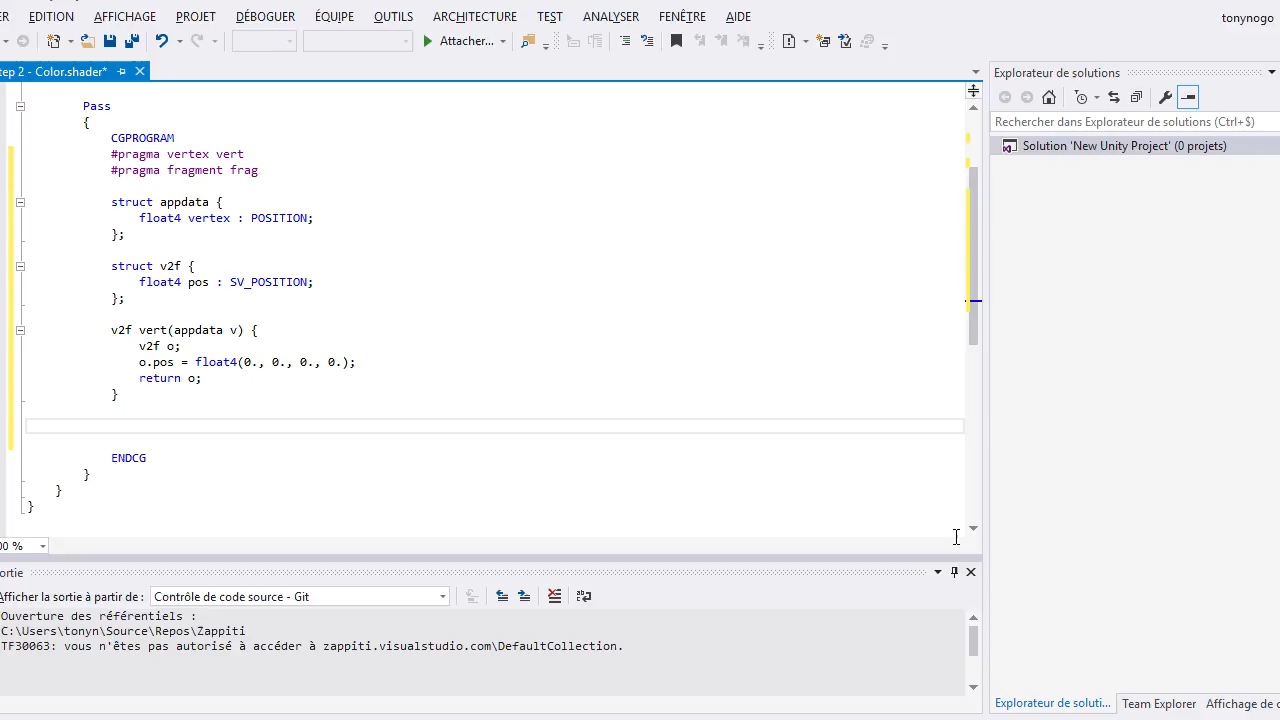 ER EDITION AFFICHAGE PROJET DÉBOGUER ÉQUIPE OUTILS ARCHITECTURE TEST ANALYSER FENÊTRE AIDE
tonynogo
Attacher...
tep 2 - Color.shader*
Pass
{
CGPROGRAM
#pragma vertex vert
#pragma fragment frag
struct appdata {
float4 vertex : POSITION;
};
struct v2f {
float4 pos : SV_POSITION;
};
v2f vert(appdata v) {
v2f o;
o.pos = float4(0., 0., 0., 0.);
return o;
}
ENDCG
}
}
}
00 %
ortie
Afficher la sortie à partir de : Contrôle de code source - Git
Ouverture des référentiels :
C:\Users\tonyn\Source\Repos\Zappiti
TF30063: vous n'êtes pas autorisé à accéder à zappiti.visualstudio.com\DefaultCollection.
Explorateur de solutions
Rechercher dans Explorateur de solutions (Ctrl+$)
Solution 'New Unity Project' (0 projets)
Explorateur de soluti... Team Explorer Affichage de c